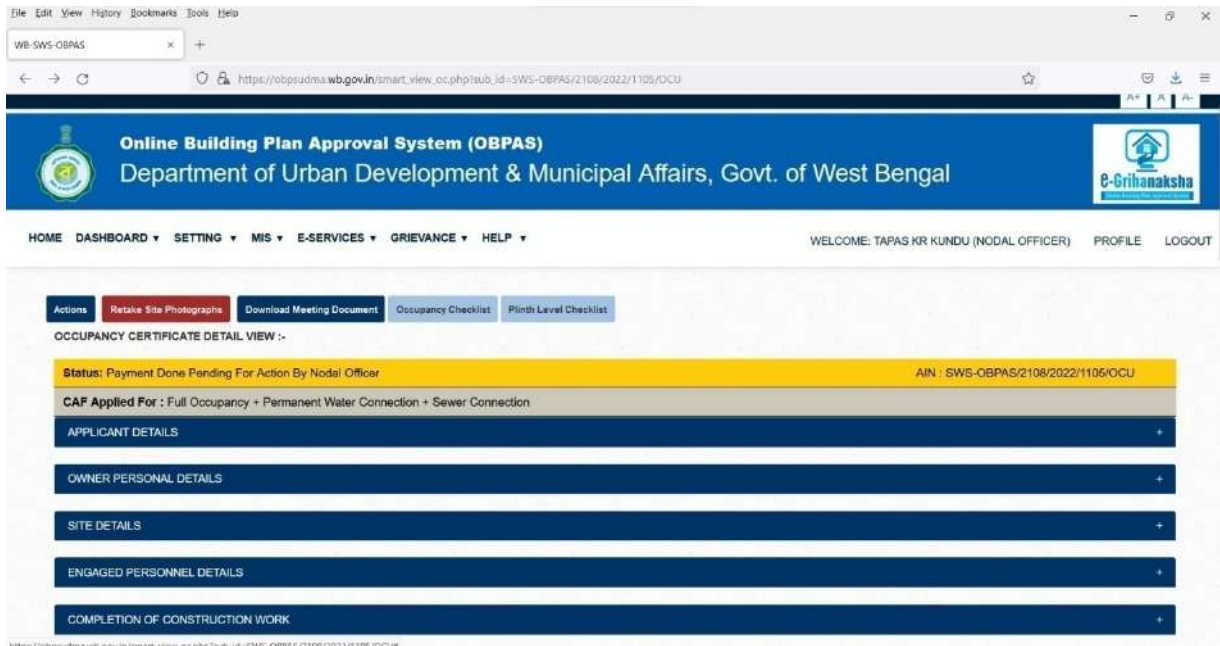 File Edit View History Bookmarks Tools Help
WB-SWS-OBPAS × +
https://obpsudma.wb.gov.in/smart_view_oc.php?sub_id=SWS-OBPAS/2108/2022/1105/OCU
A+ A A-
Online Building Plan Approval System (OBPAS)
Department of Urban Development & Municipal Affairs, Govt. of West Bengal
e-Grihanaksha
HOME DASHBOARD ▾ SETTING ▾ MIS ▾ E-SERVICES ▾ GRIEVANCE ▾ HELP ▾ WELCOME: TAPAS KR KUNDU (NODAL OFFICER) PROFILE LOGOUT
Actions Retake Site Photographs Download Meeting Document Occupancy Checklist Plinth Level Checklist
OCCUPANCY CERTIFICATE DETAIL VIEW :-
Status: Payment Done Pending For Action By Nodal Officer AIN : SWS-OBPAS/2108/2022/1105/OCU
CAF Applied For : Full Occupancy + Permanent Water Connection + Sewer Connection
APPLICANT DETAILS +
OWNER PERSONAL DETAILS +
SITE DETAILS +
ENGAGED PERSONNEL DETAILS +
COMPLETION OF CONSTRUCTION WORK +